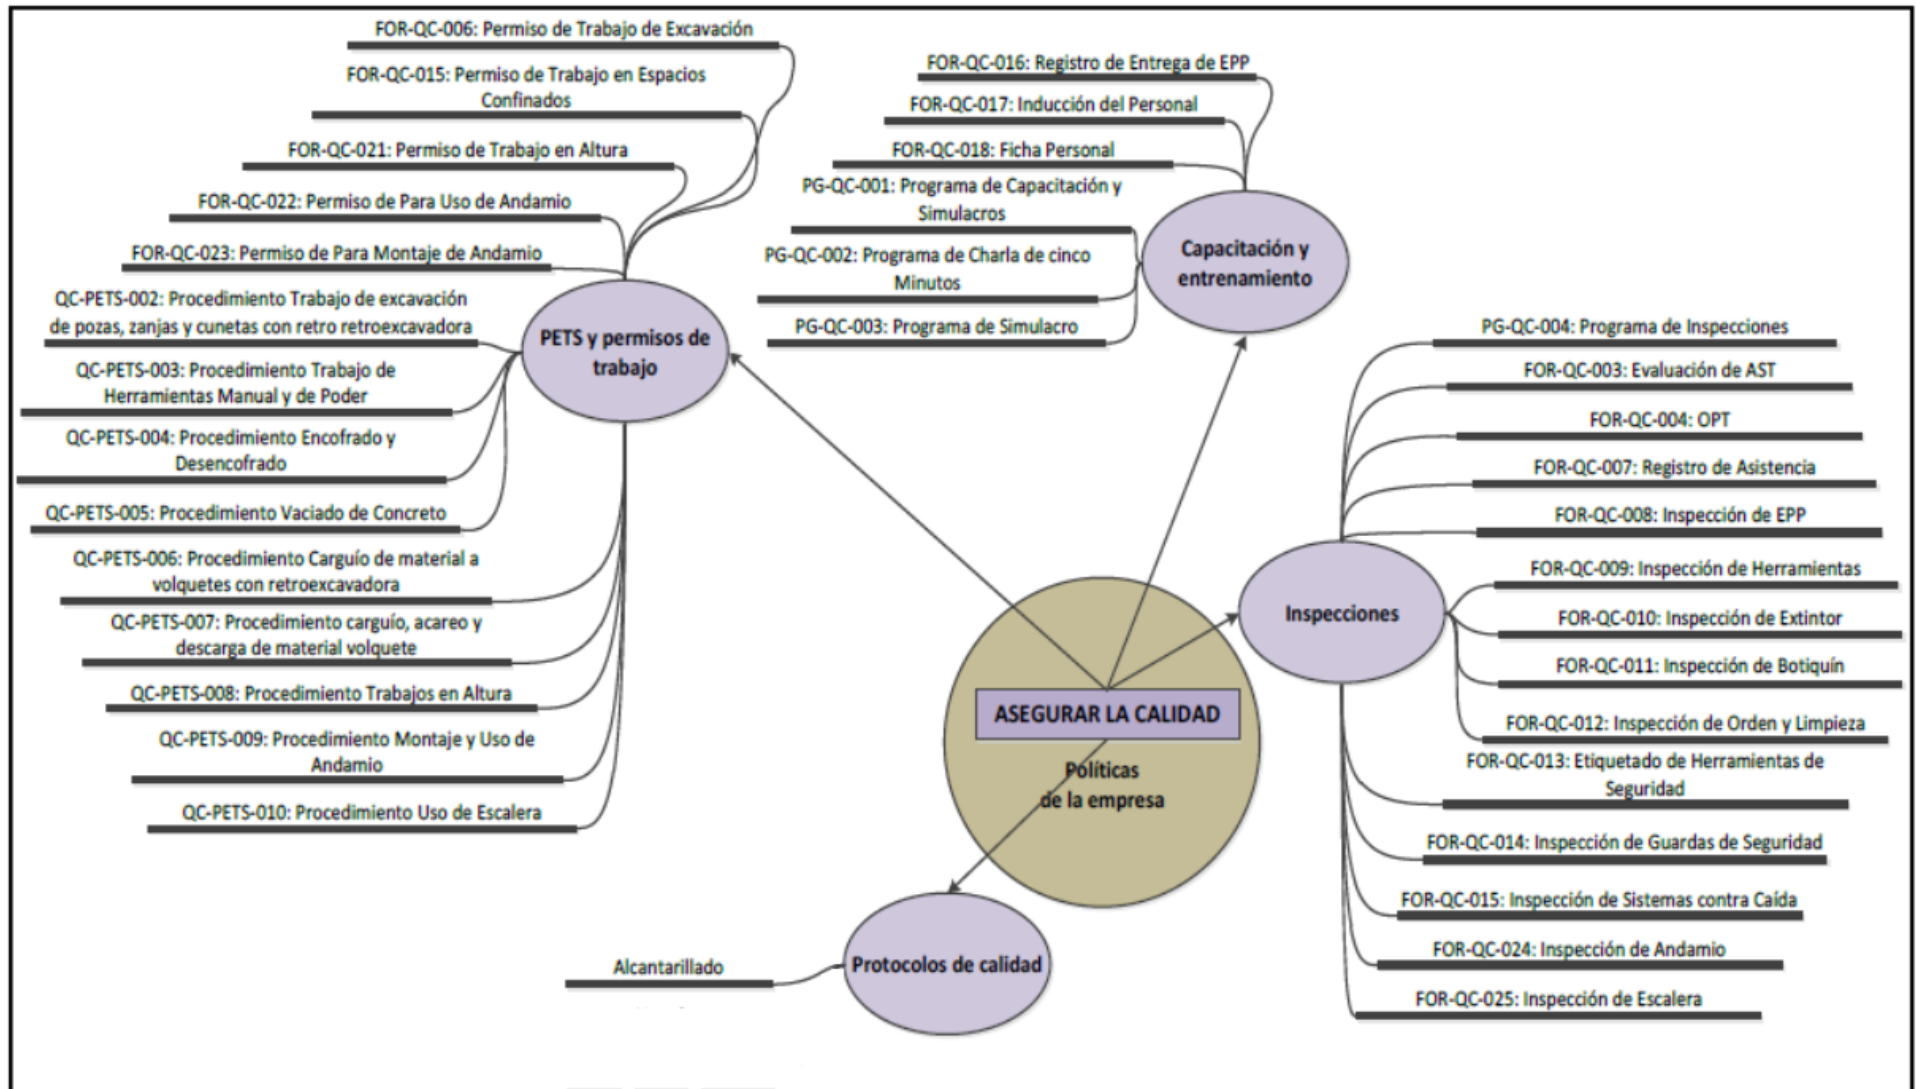 FOR-QC-006: Permiso de Trabajo de Excavación
FOR-QC-015: Permiso de Trabajo en Espacios
Confinados
FOR-QC-021: Permiso de Trabajo en Altura
FOR-QC-022: Permiso de Para Uso de Andamio
FOR-QC-023: Permiso de Para Montaje de Andamio
QC-PETS-002: Procedimiento Trabajo de excavación
de pozas, zanjas y cunetas con retro retroexcavadora
QC-PETS-003: Procedimiento Trabajo de
Herramientas Manual y de Poder
QC-PETS-004: Procedimiento Encofrado y
Desencofrado
QC-PETS-005: Procedimiento Vaciado de Concreto
QC-PETS-006: Procedimiento Carguío de material a
volquetes con retroexcavadora
QC-PETS-007: Procedimiento carguío, acareo y
descarga de material volquete
QC-PETS-008: Procedimiento Trabajos en Altura
QC-PETS-009: Procedimiento Montaje y Uso de
Andamio
QC-PETS-010: Procedimiento Uso de Escalera
PETS y permisos de
trabajo
FOR-QC-016: Registro de Entrega de EPP
FOR-QC-017: Inducción del Personal
FOR-QC-018: Ficha Personal
PG-QC-001: Programa de Capacitación y
Simulacros
PG-QC-002: Programa de Charla de cinco
Minutos
PG-QC-003: Programa de Simulacro
Capacitación y
entrenamiento
PG-QC-004: Programa de Inspecciones
FOR-QC-003: Evaluación de AST
FOR-QC-004: OPT
FOR-QC-007: Registro de Asistencia
FOR-QC-008: Inspección de EPP
FOR-QC-009: Inspección de Herramientas
FOR-QC-010: Inspección de Extintor
FOR-QC-011: Inspección de Botiquín
FOR-QC-012: Inspección de Orden y Limpieza
FOR-QC-013: Etiquetado de Herramientas de
Seguridad
FOR-QC-014: Inspección de Guardas de Seguridad
FOR-QC-015: Inspección de Sistemas contra Caída
FOR-QC-024: Inspección de Andamio
FOR-QC-025: Inspección de Escalera
Inspecciones
ASEGURAR LA CALIDAD
Políticas
de la empresa
Protocolos de calidad
Alcantarillado